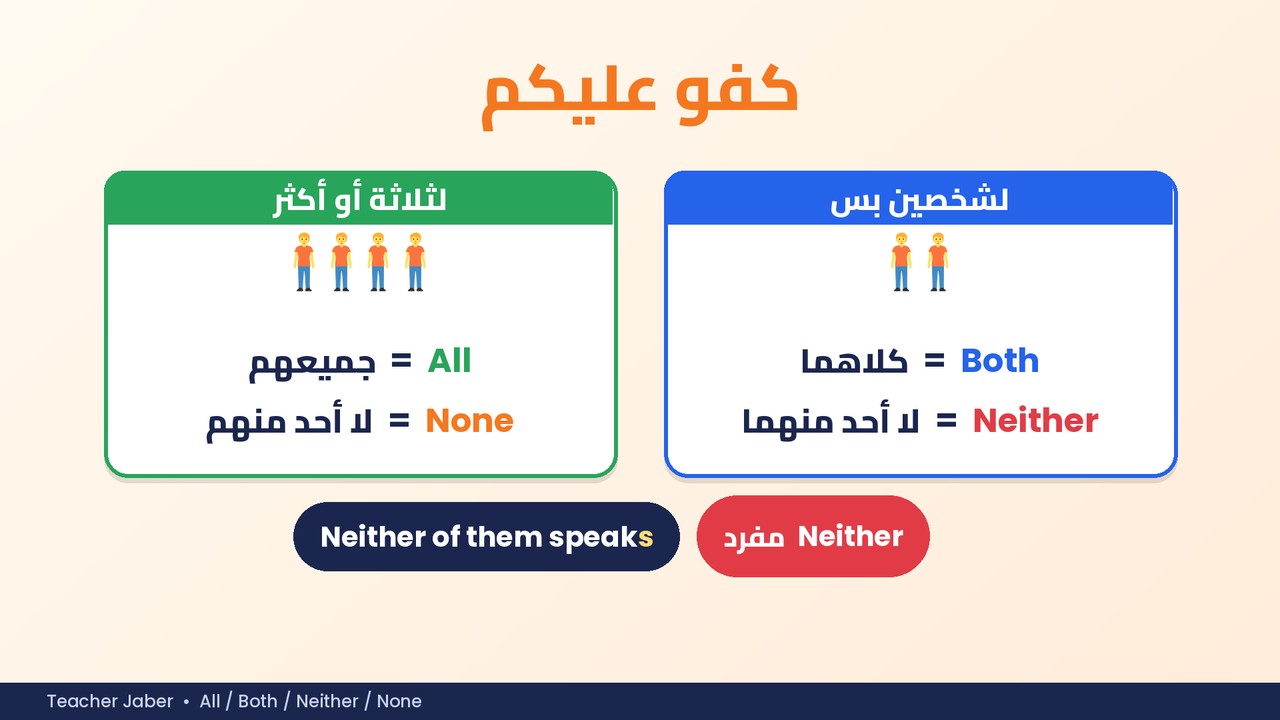 كفو عليكم
لشخصين بس
Both = كلاهما
Neither = لا أحد منهما
لثلاثة أو أكثر
All = جميعهم
None = لا أحد منهم
Neither مفرد
Neither of them speaks
Teacher Jaber • All / Both / Neither / None